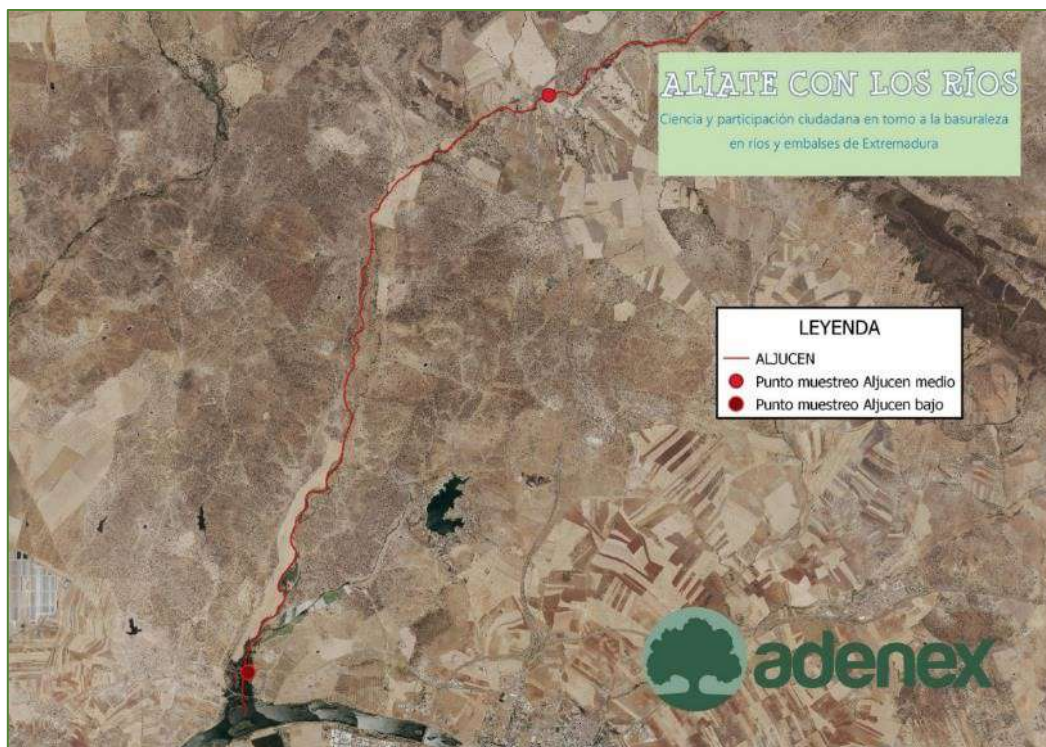 ALÍATE CON LOS RÍOS
Ciencia y participación ciudadana en torno a la basuraleza
en ríos y embalses de Extremadura
LEYENDA
ALJUCEN
Punto muestreo Aljucen medio
Punto muestreo Aljucen bajo
adenex